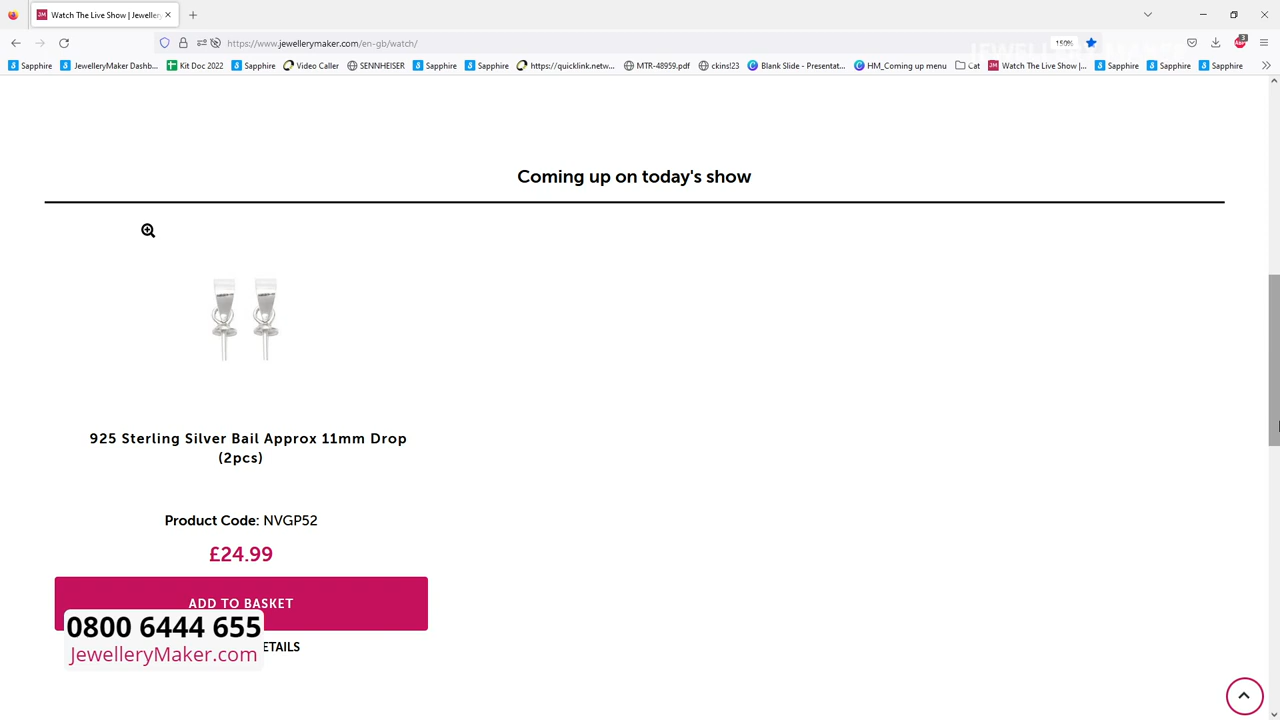 Watch The Live Show | Jeweller
https://www.jewellerymaker.com
gb/watch/
150%
3
Sapphire
JewelleryMaker Dashb...
Kit Doc 2022
Sapphire
Video Caller
SENNHEISER
Sapphire
Sapphire
https://quicklink.netw...
MTR-48959.pdf
ckins!23
Blank Slide - Presentat...
HM_Coming up menu
Cat
Watch The Live Show |...
Sapphire
Sapphire
Sapphire
Coming up on today's show
925 Sterling Silver Bail Approx 11mm Drop
(2pcs)
Product Code: NVGP52
£24.99
ADD TO BASKET
0800 6444 655
JewelleryMaker.com
ETAILS